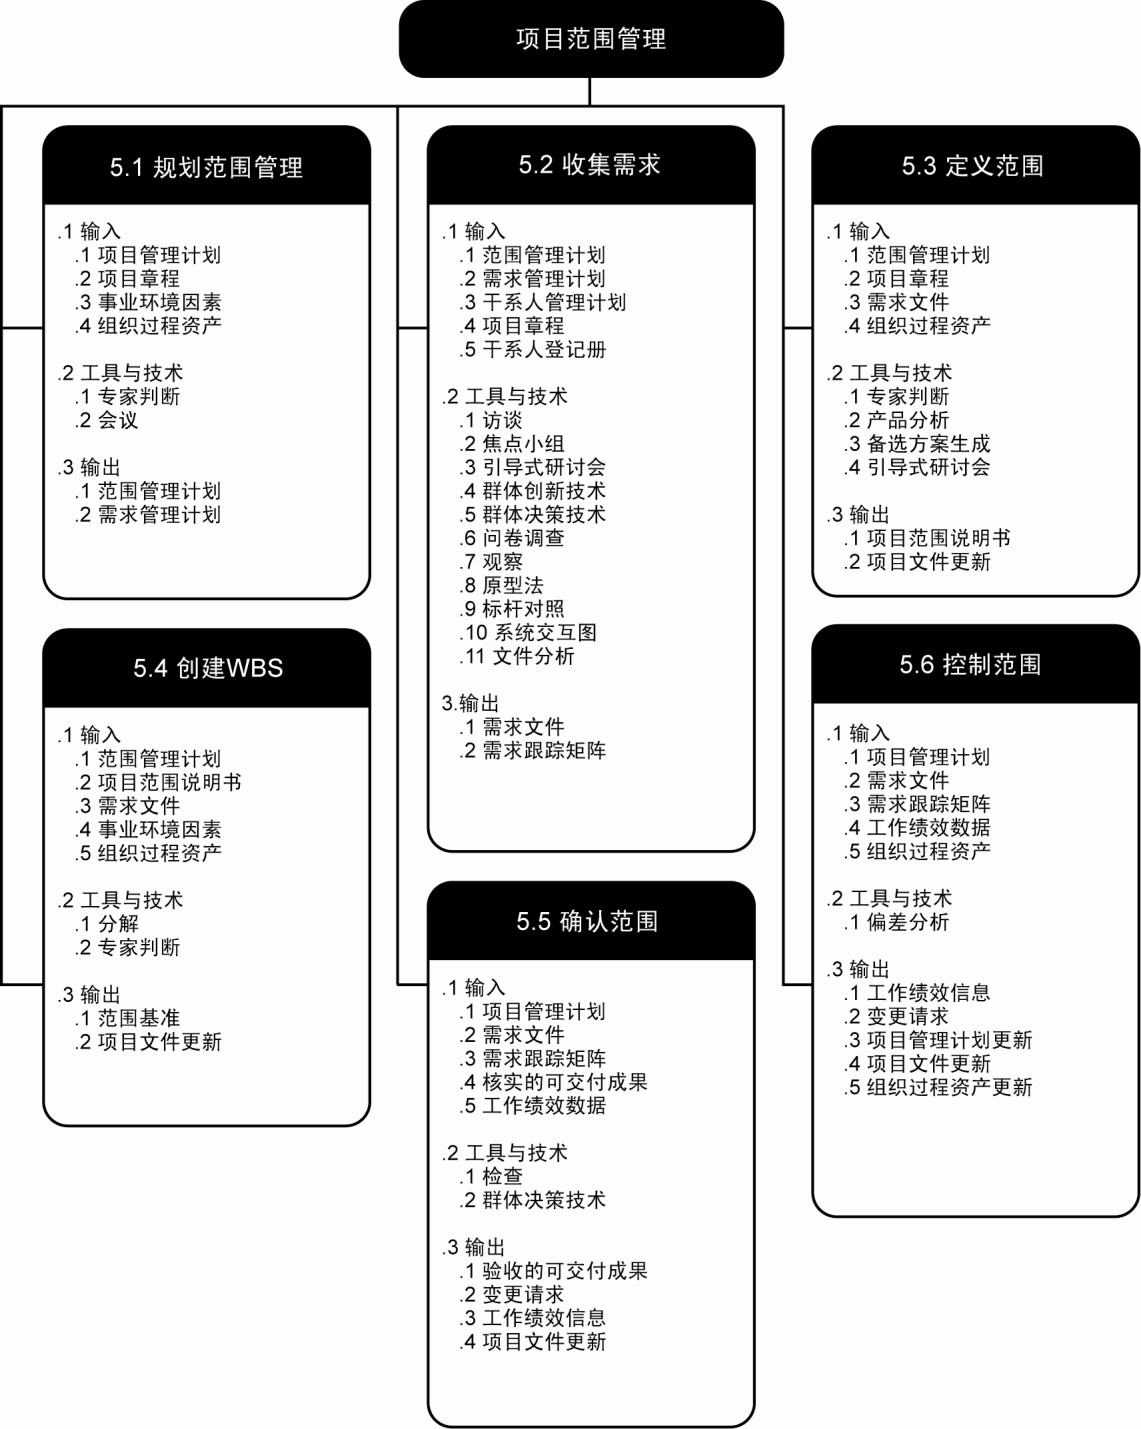 项目范围管理
5.1 规划范围管理
.1 输入
.1 项目管理计划
.2 项目章程
.3 事业环境因素
.4 组织过程资产
.2 工具与技术
.1 专家判断
.2 会议
.3 输出
.1 范围管理计划
.2 需求管理计划
5.2 收集需求
.1 输入
.1 范围管理计划
.2 需求管理计划
.3 干系人管理计划
.4 项目章程
.5 干系人登记册
.2 工具与技术
.1 访谈
.2 焦点小组
.3 引导式研讨会
.4 群体创新技术
.5 群体决策技术
.6 问卷调查
.7 观察
.8 原型法
.9 标杆对照
.10 系统交互图
.11 文件分析
3.输出
.1 需求文件
.2 需求跟踪矩阵
5.3 定义范围
.1 输入
.1 范围管理计划
.2 项目章程
.3 需求文件
.4 组织过程资产
.2 工具与技术
.1 专家判断
.2 产品分析
.3 备选方案生成
.4 引导式研讨会
.3 输出
.1 项目范围说明书
.2 项目文件更新
5.4 创建WBS
.1 输入
.1 范围管理计划
.2 项目范围说明书
.3 需求文件
.4 事业环境因素
.5 组织过程资产
.2 工具与技术
.1 分解
.2 专家判断
.3 输出
.1 范围基准
.2 项目文件更新
5.5 确认范围
.1 输入
.1 项目管理计划
.2 需求文件
.3 需求跟踪矩阵
.4 核实的可交付成果
.5 工作绩效数据
.2 工具与技术
.1 检查
.2 群体决策技术
.3 输出
.1 验收的可交付成果
.2 变更请求
.3 工作绩效信息
.4 项目文件更新
5.6 控制范围
.1 输入
.1 项目管理计划
.2 需求文件
.3 需求跟踪矩阵
.4 工作绩效数据
.5 组织过程资产
.2 工具与技术
.1 偏差分析
.3 输出
.1 工作绩效信息
.2 变更请求
.3 项目管理计划更新
.4 项目文件更新
.5 组织过程资产更新